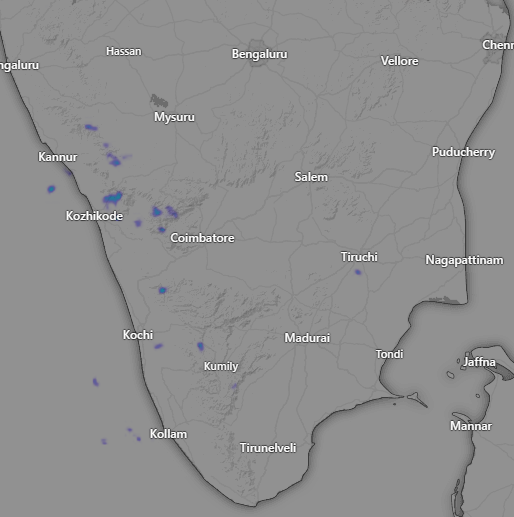 Hassan
Bengaluru
Chenn
ngaluru
Vellore
Mysuru
Kannur
Puducherry
Salem
Kozhikode
Coimbatore
Tiruchi
Nagapattinam
Kochi
Madurai
Tondi
Kumily
Jaffna
Mannar
Kollam
Tirunelveli